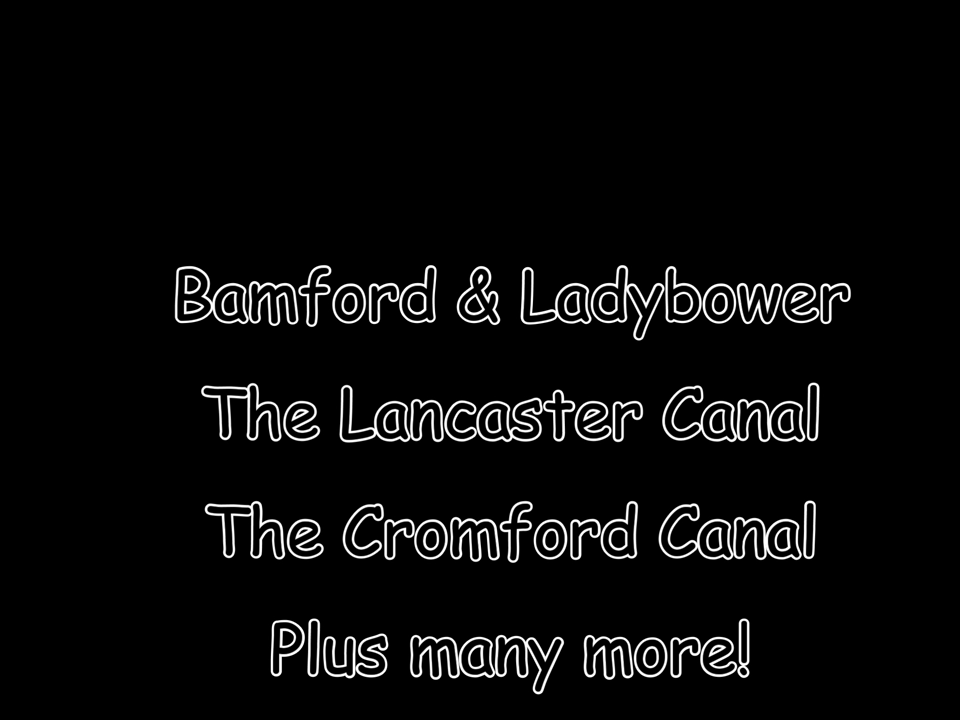 Bamford & Ladybower
The Lancaster Canal
The Cromford Canal
Plus many more!